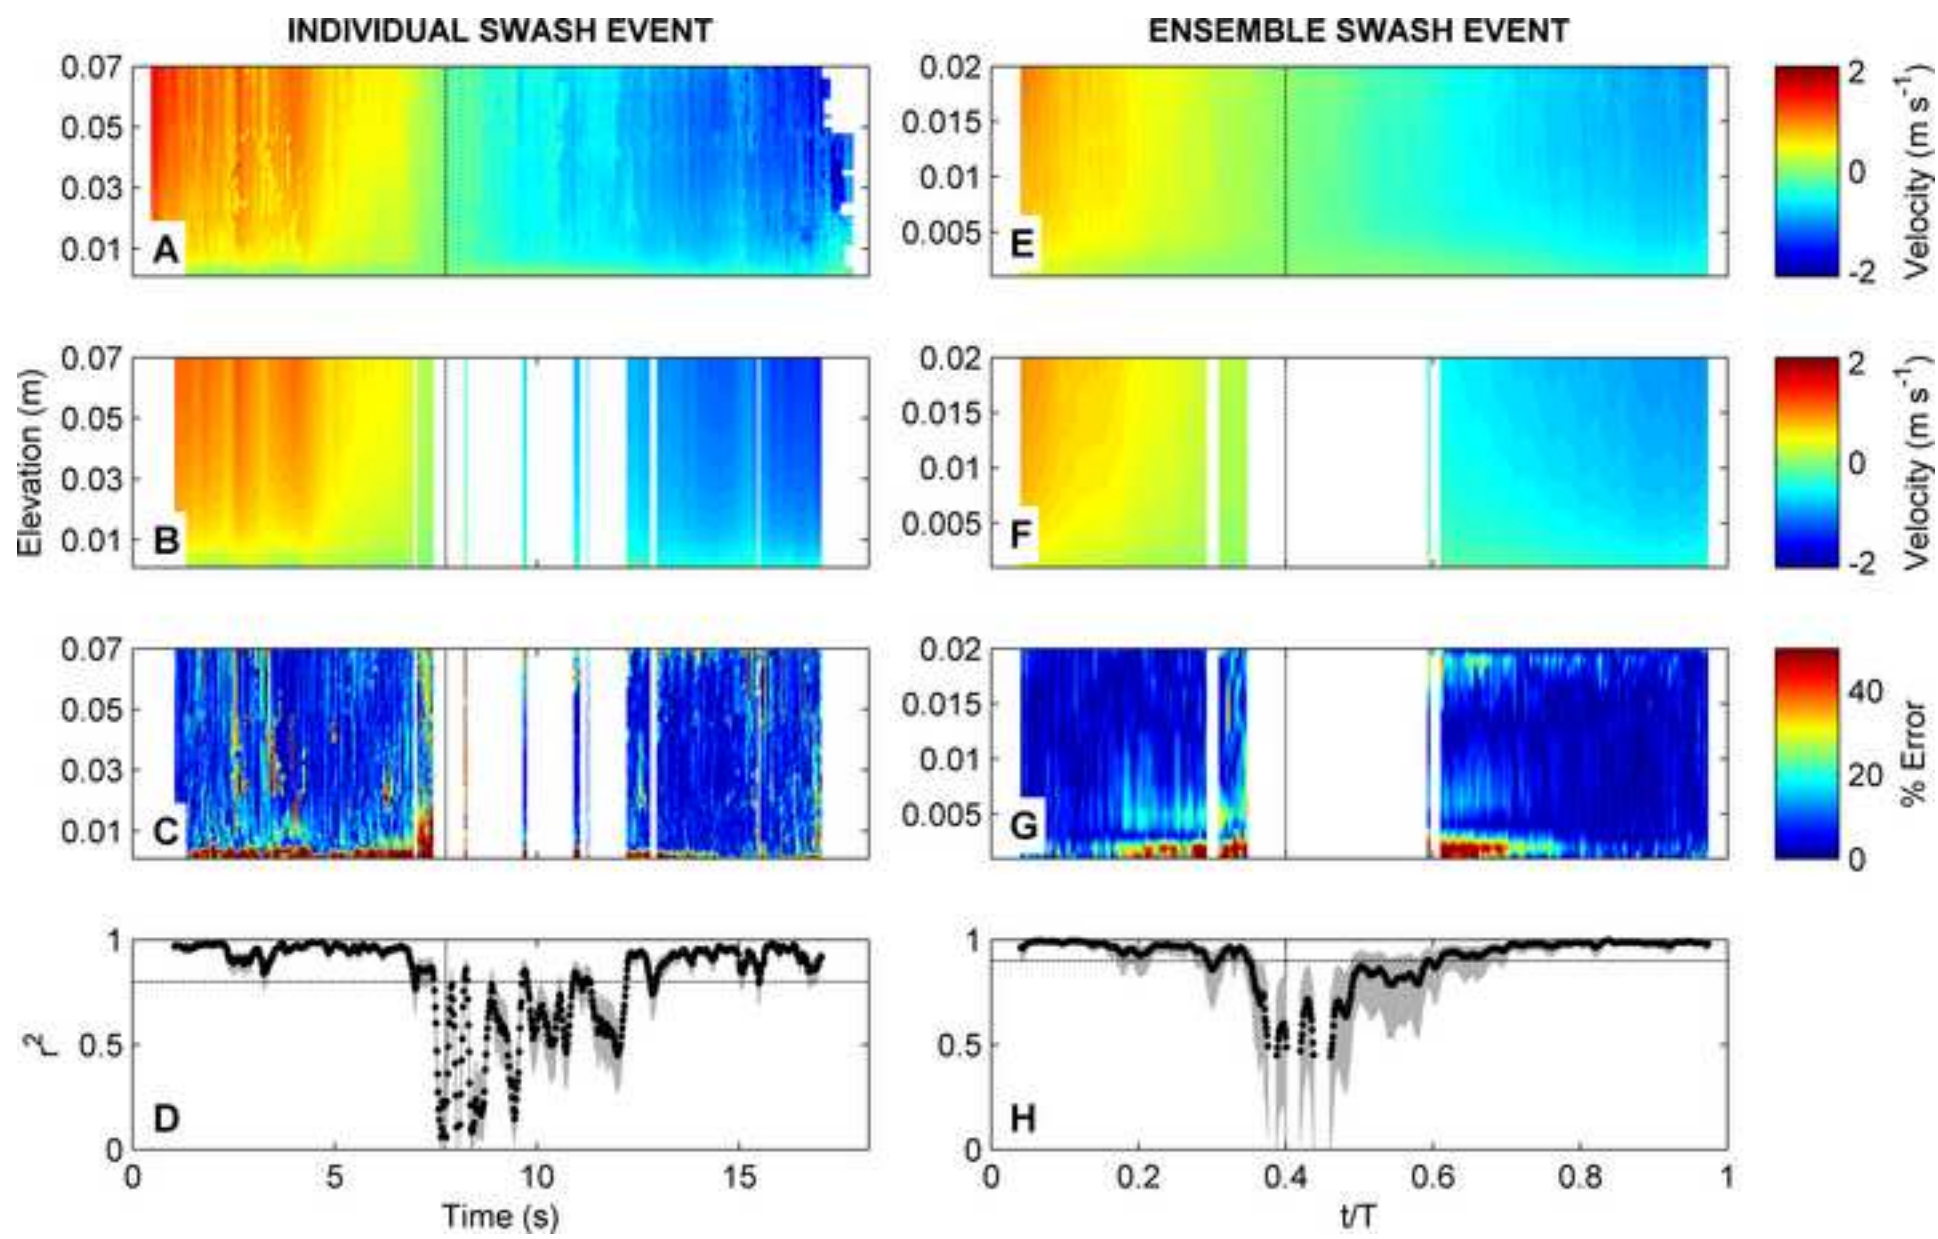 INDIVIDUAL SWASH EVENT
ENSEMBLE SWASH EVENT
0.07
0.05
0.03
0.01
A
0.02
0.015
0.01
0.005
E
2
0
-2
Velocity (m s-1)
Elevation (m)
0.07
0.05
0.03
0.01
B
0.02
0.015
0.01
0.005
F
2
0
-2
Velocity (m s-1)
0.07
0.05
0.03
0.01
C
0.02
0.015
0.01
0.005
G
40
20
0
% Error
r2
1
0.5
0
D
0 5 10 15
Time (s)
1
0.5
0
H
0 0.2 0.4 0.6 0.8 1
t/T